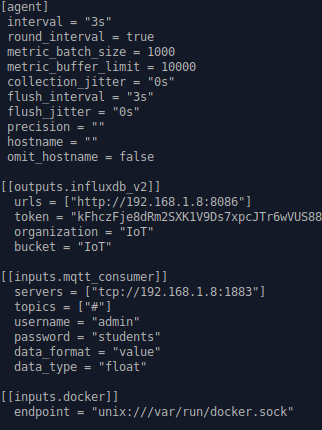 [agent]
interval = "3s"
round_interval = true
metric_batch_size = 1000
metric_buffer_limit = 10000
collection_jitter = "0s"
flush_interval = "3s"
flush_jitter = "0s"
precision = ""
hostname = ""
omit_hostname = false
[[outputs.influxdb_v2]]
urls = ["http://192.168.1.8:8086"]
token = "kFhczFje8dRm2SXK1V9Ds7xpcJTr6wVUS88
organization = "IoT"
bucket = "IoT"
[[inputs.mqtt_consumer]]
servers = ["tcp://192.168.1.8:1883"]
topics = ["#"]
username = "admin"
password = "students"
data_format = "value"
data_type = "float"
[[inputs.docker]]
endpoint = "unix:///var/run/docker.sock"